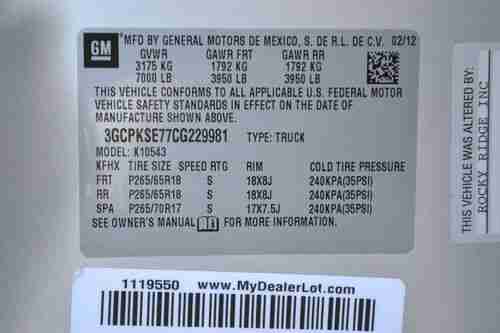 GM
*MFD BY GENERAL MOTORS DE MEXICO, S. DE R.L. DE C.V. 02/12
GVWR GAWR FRT GAWR RR
3175 KG 1792 KG 1792 KG
7000 LB 3950 LB 3950 LB
THIS VEHICLE CONFORMS TO ALL APPLICABLE U.S. FEDERAL MOTOR
VEHICLE SAFETY STANDARDS IN EFFECT ON THE DATE OF
MANUFACTURE SHOWN ABOVE.
3GCPKSE77CG229981 TYPE: TRUCK
MODEL: K10543
KFHX TIRE SIZE SPEED RTG RIM COLD TIRE PRESSURE
FRT P265/65R18 S 18X8J 240KPA(35PSI)
RR P265/65R18 S 18X8J 240KPA(35PSI)
SPA P265/70R17 S 17X7.5J 240KPA(35PSI)
SEE OWNER'S MANUAL FOR MORE INFORMATION.
THIS VEHICLE WAS ALTERED BY:
ROCKY RIDGE INC
1119550 www.MyDealerLot.com